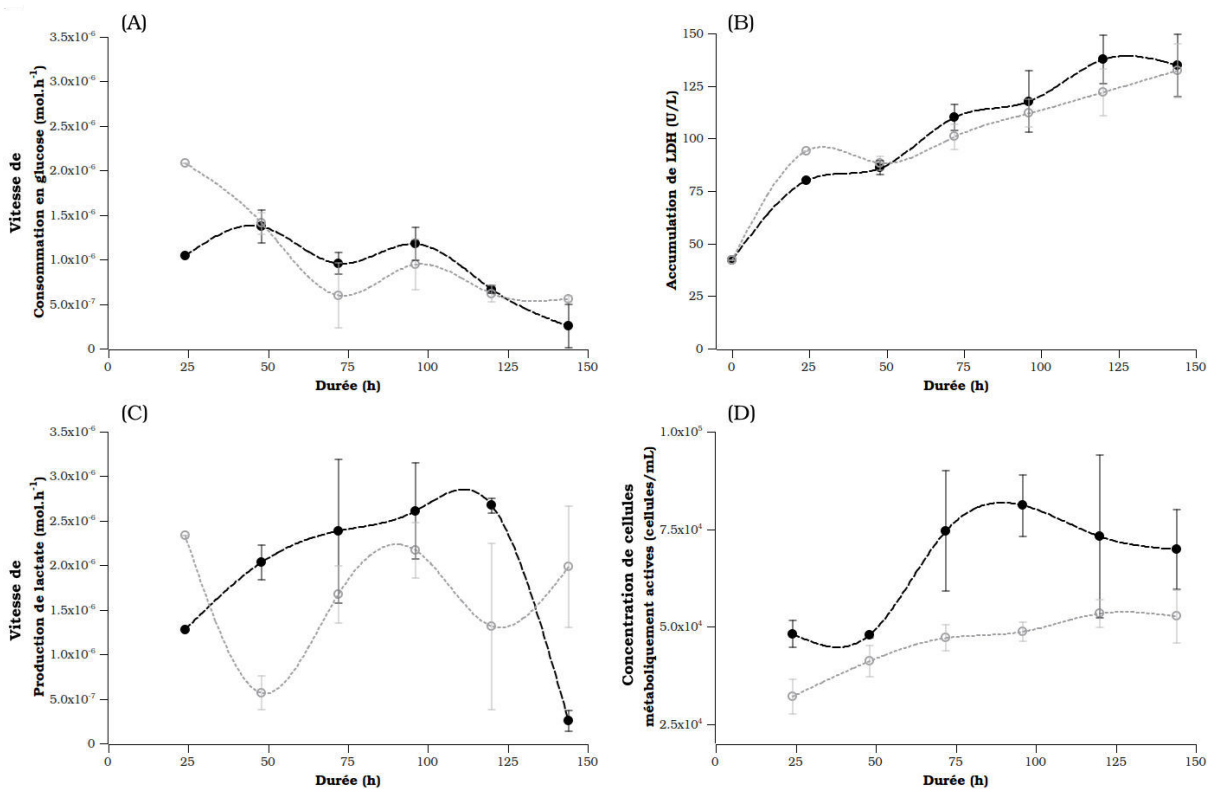 (A)
Vitesse de
Consommation en glucose (mol.h⁻¹)
3.5x10⁻⁶
3.0x10⁻⁶
2.5x10⁻⁶
2.0x10⁻⁶
1.5x10⁻⁶
1.0x10⁻⁶
5.0x10⁻⁷
0
0 25 50 75 100 125 150
Durée (h)
(B)
Accumulation de LDH (U/L)
150
125
100
75
50
25
0
0 25 50 75 100 125 150
Durée (h)
(C)
Vitesse de
Production de lactate (mol.h⁻¹)
3.5x10⁻⁶
3.0x10⁻⁶
2.5x10⁻⁶
2.0x10⁻⁶
1.5x10⁻⁶
1.0x10⁻⁶
5.0x10⁻⁷
0
0 25 50 75 100 125 150
Durée (h)
(D)
Concentration de cellules
métaboliquement actives (cellules/mL)
1.0x10⁵
7.5x10⁴
5.0x10⁴
2.5x10⁴
0 25 50 75 100 125 150
Durée (h)